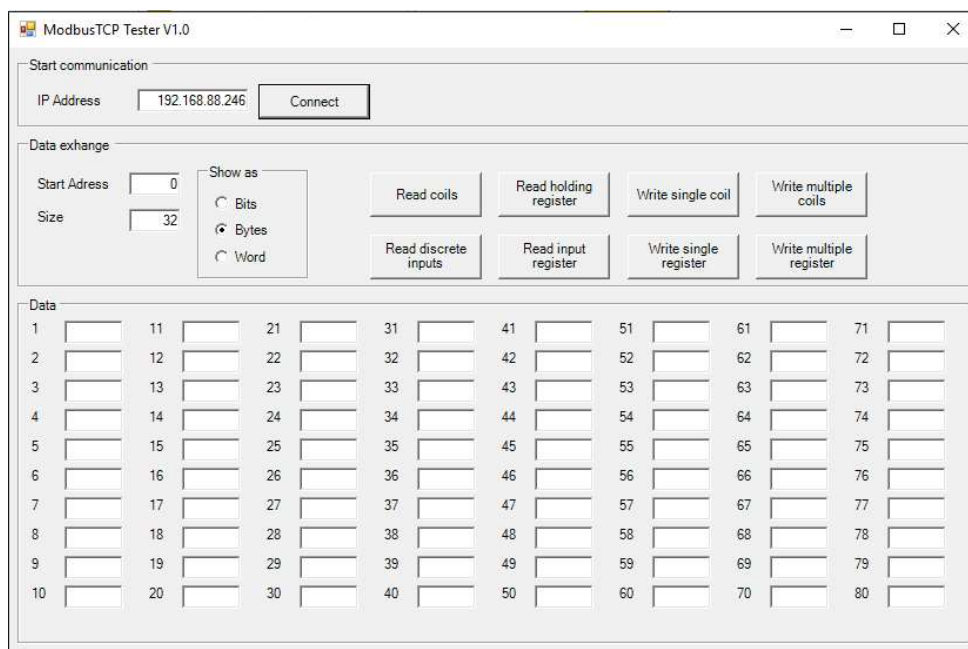 ModbusTCP Tester V1.0
Start communication
IP Address 192.168.88.246 Connect
Data exhange
Start Adress 0
Size 32
Show as
Bits
Bytes
Word
Read coils
Read holding
register
Write single coil
Write multiple
coils
Read discrete
inputs
Read input
register
Write single
register
Write multiple
register
Data
1 11 21 31 41 51 61 71
2 12 22 32 42 52 62 72
3 13 23 33 43 53 63 73
4 14 24 34 44 54 64 74
5 15 25 35 45 55 65 75
6 16 26 36 46 56 66 76
7 17 27 37 47 57 67 77
8 18 28 38 48 58 68 78
9 19 29 39 49 59 69 79
10 20 30 40 50 60 70 80